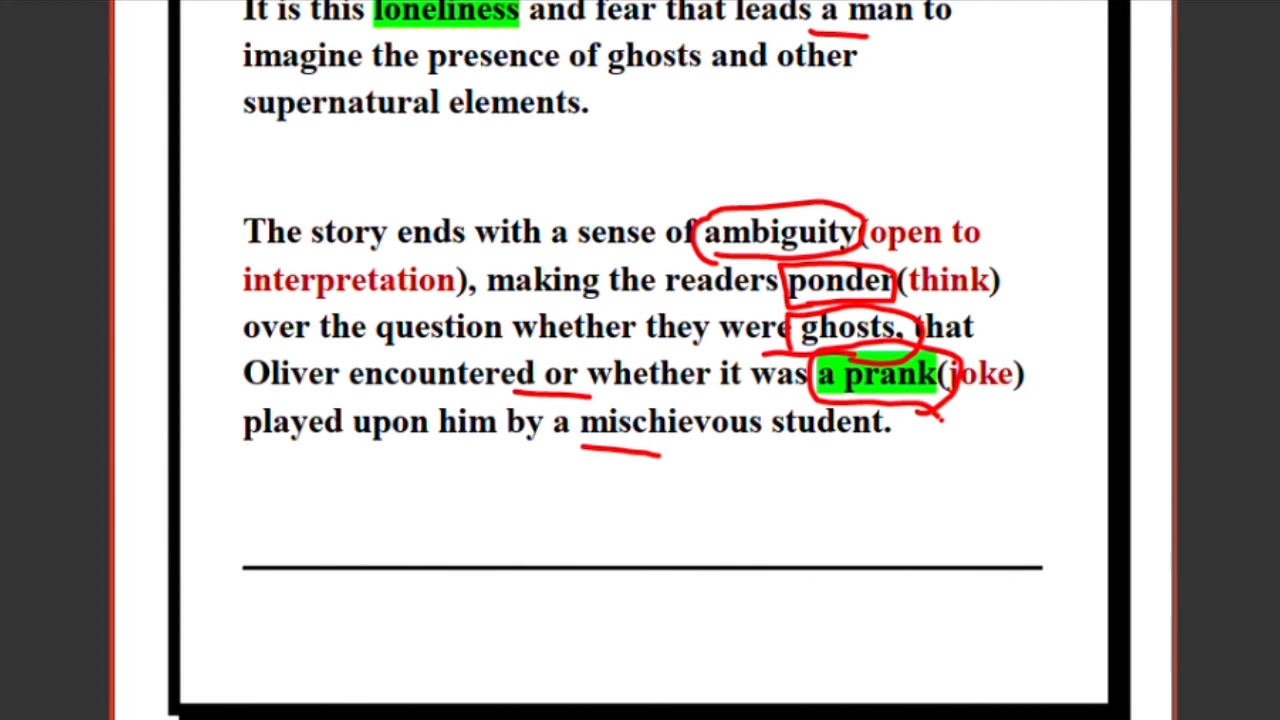 It is this loneliness and fear that leads a man to
imagine the presence of ghosts and other
supernatural elements.
The story ends with a sense of ambiguity(open to
interpretation), making the readers ponder(think)
over the question whether they were ghosts, that
Oliver encountered or whether it was a prank(joke)
played upon him by a mischievous student.